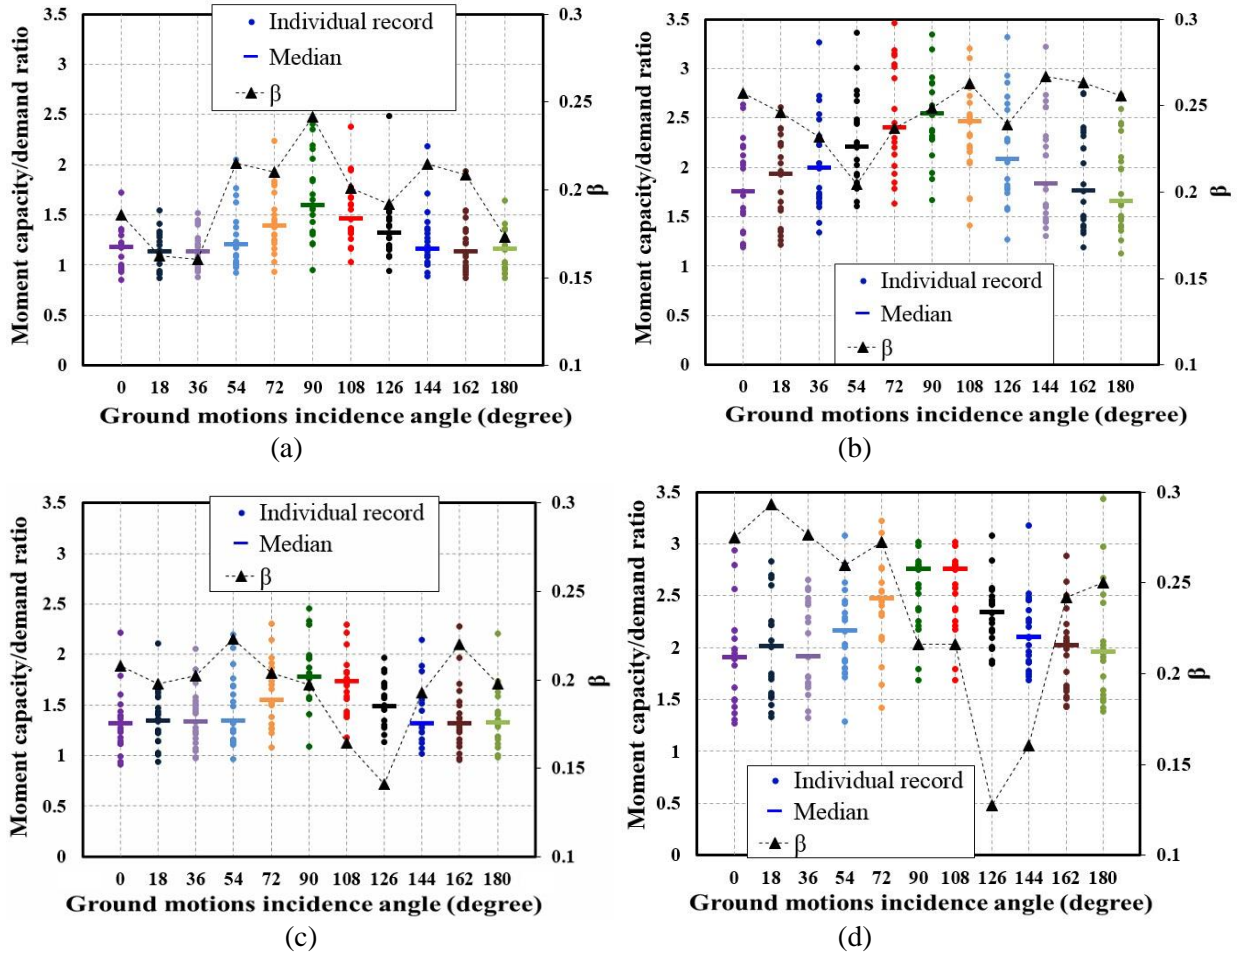 3.5
3
2.5
2
1.5
1
0.5
0
Moment capacity/demand ratio
Individual record
Median
β
0.3
0.25
0.2
0.15
0.1
β
0 18 36 54 72 90 108 126 144 162 180
Ground motions incidence angle (degree)
(a)
3.5
3
2.5
2
1.5
1
0.5
0
Moment capacity/demand ratio
Individual record
Median
β
0.3
0.25
0.2
0.15
0.1
β
0 18 36 54 72 90 108 126 144 162 180
Ground motions incidence angle (degree)
(b)
3.5
3
2.5
2
1.5
1
0.5
0
Moment capacity/demand ratio
Individual record
Median
β
0.3
0.25
0.2
0.15
0.1
β
0 18 36 54 72 90 108 126 144 162 180
Ground motions incidence angle (degree)
(c)
3.5
3
2.5
2
1.5
1
0.5
0
Moment capacity/demand ratio
Individual record
Median
β
0.3
0.25
0.2
0.15
0.1
β
0 18 36 54 72 90 108 126 144 162 180
Ground motions incidence angle (degree)
(d)